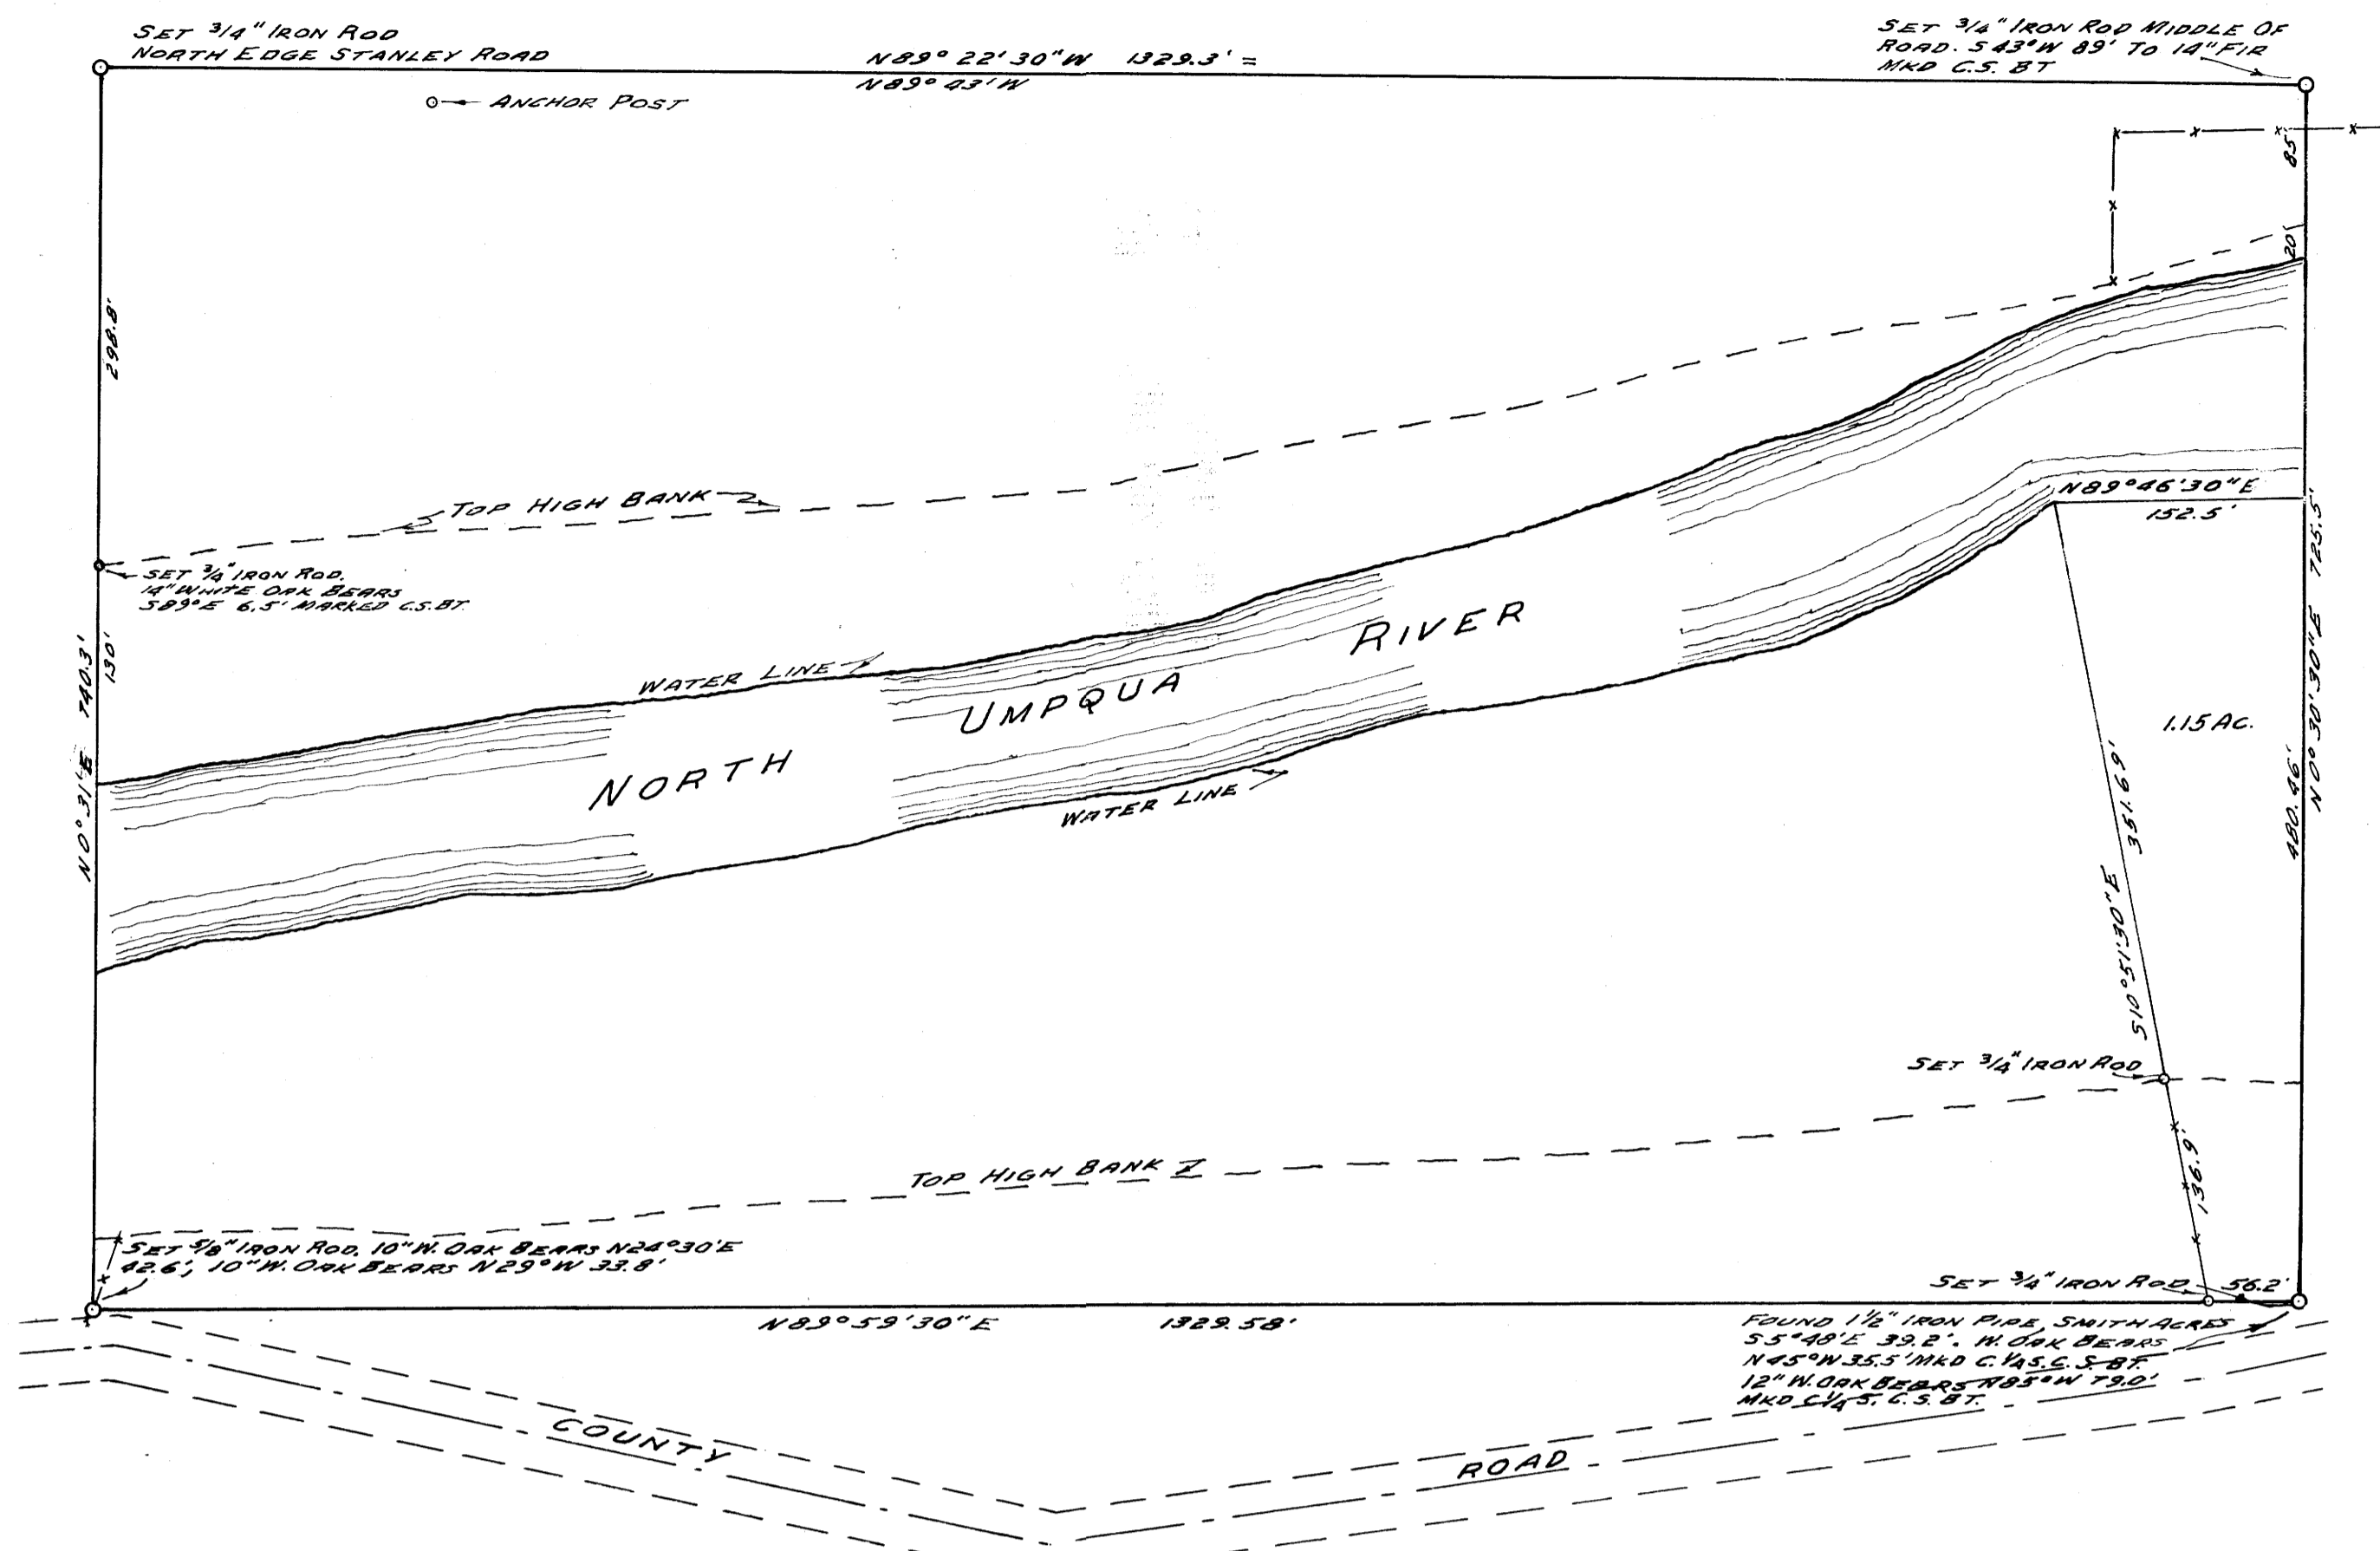 SET 3/4" IRON ROD
NORTH EDGE STANLEY ROAD
N89° 22' 30" W 1329.3' =
N89° 43' W
SET 3/4" IRON ROD MIDDLE OF
ROAD. S 43° W 89' TO 14" FIR
MKD C.S. BT
ANCHOR POST
85'
20'
298.8'
TOP HIGH BANK
SET 3/4" IRON ROD.
14" WHITE OAK BEARS
S89°E 6.5' MARKED C.S.BT.
N 0° 31' E 740.3'
130'
WATER LINE
NORTH UMPQUA RIVER
WATER LINE
N89°46'30"E
152.5'
N 0° 30' 30" E 725.5'
1.15 AC.
480.46'
S10°51'30"E 351.69'
SET 3/4" IRON ROD
136.9'
TOP HIGH BANK
SET 5/8" IRON ROD. 10" W. OAK BEARS N24°30'E
42.6', 10" W. OAK BEARS N29°W 33.8'
SET 3/4" IRON ROD
56.2'
N89°59'30"E 1329.58'
FOUND 1 1/2" IRON PIPE, SMITH ACRES
S5°48'E 39.2'. W. OAK BEARS
N45°W 35.5' MKD C.1/4 S.C.S. BT.
12" W. OAK BEARS N85°W 79.0'
MKD C 1/4 S. C.S. BT.
COUNTY ROAD